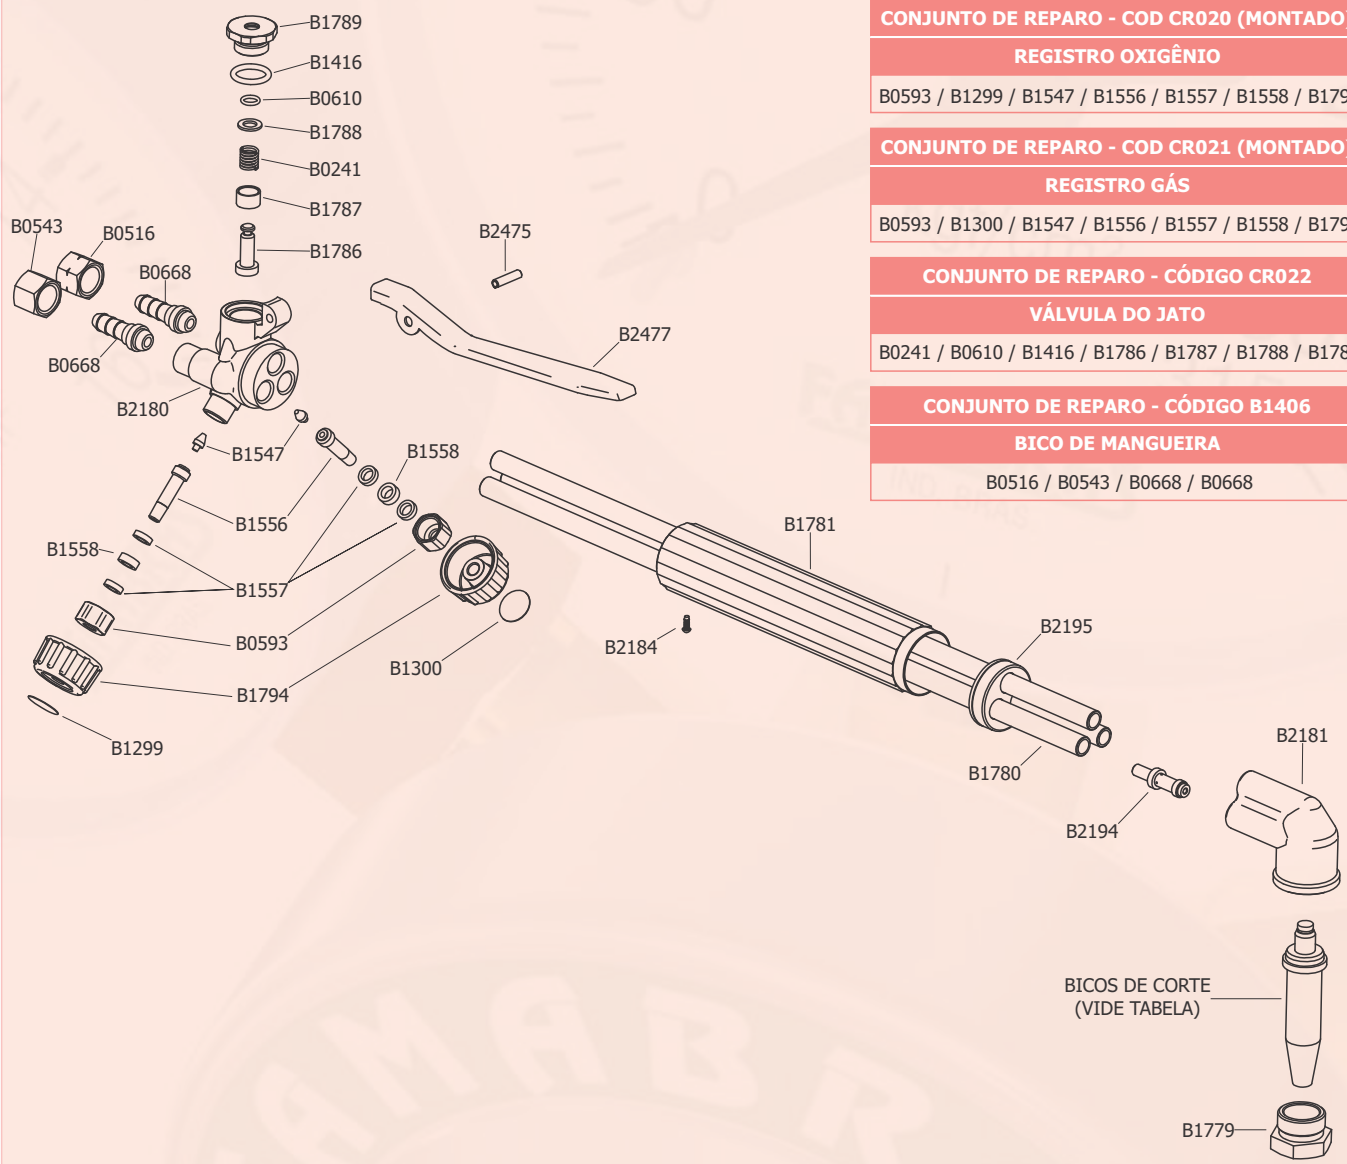 B1789
B1416
B0610
B1788
B0241
B1787
B1786
B0543
B0516
B0668
B0668
B2180
B1547
B1556
B1558
B1558
B1557
B0593
B1794
B1299
B1300
B2475
B2477
B1781
B2184
B2195
B1780
B2194
B2181
BICOS DE CORTE
(VIDE TABELA)
B1779
CONJUNTO DE REPARO - COD CR020 (MONTADO)
REGISTRO OXIGÊNIO
B0593 / B1299 / B1547 / B1556 / B1557 / B1558 /
CONJUNTO DE REPARO - COD CR021 (MONTADO)
REGISTRO GÁS
B0593 / B1300 / B1547 / B1556 / B1557 / B1558 /
CONJUNTO DE REPARO - CÓDIGO CR022
VÁLVULA DO JATO
B0241 / B0610 / B1416 / B1786 / B1787 / B1788 /
CONJUNTO DE REPARO - CÓDIGO B1406
BICO DE MANGUEIRA
B0516 / B0543 / B0668 / B0668
IND. BRAS
AMABR